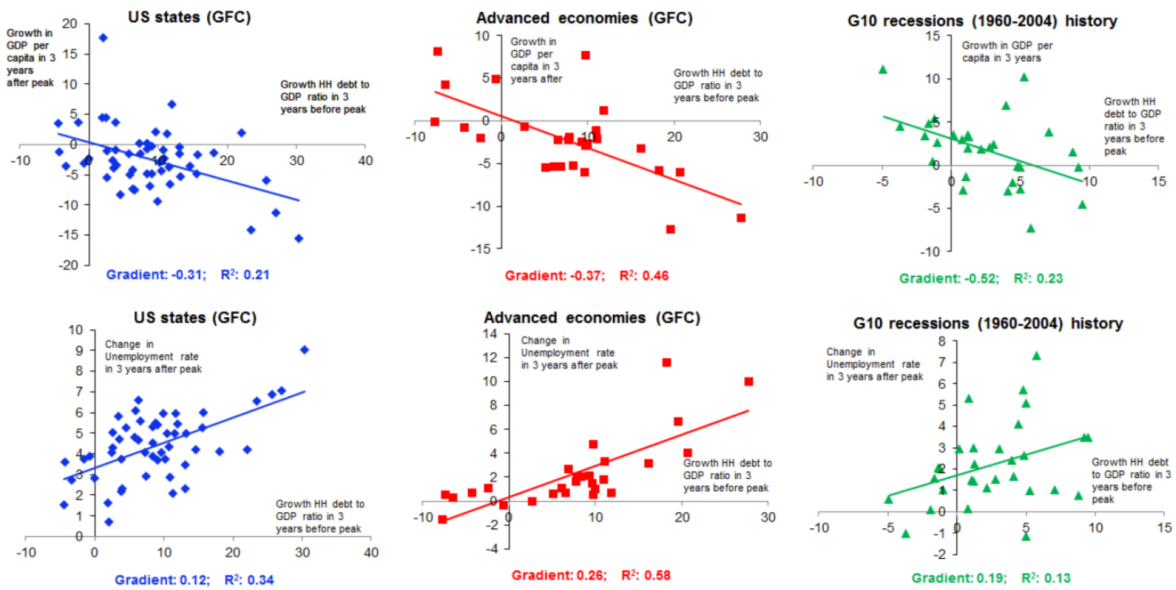 US states (GFC)
Growth in
GDP per
capita in 3
years
after peak
20
15
10
5
0
-5
-10
-15
-20
-10
0
10
20
30
40
Growth HH debt to
GDP ratio in 3
years before peak
Gradient: -0.31; R²: 0.21
Advanced economies (GFC)
Growth in
GDP per
capita in 3
years after
10
5
0
-5
-10
-15
-10
0
10
20
30
Growth HH debt to
GDP ratio in 3
years before peak
Gradient: -0.37; R²: 0.46
G10 recessions (1960-2004) history
Growth in GDP per
capita in 3 years
15
10
5
0
-5
-10
-5
0
5
10
15
Growth HH
debt to GDP
ratio in 3
years before
peak
Gradient: -0.52; R²: 0.23
US states (GFC)
Change in
Unemployment rate
in 3 years after peak
10
9
8
7
6
5
4
3
2
1
0
-10
0
10
20
30
40
Growth HH debt to
GDP ratio in 3
years before peak
Gradient: 0.12; R²: 0.34
Advanced economies (GFC)
Change in
Unemployment rate
in 3 years after peak
14
12
10
8
6
4
2
0
-2
-4
-10
0
10
20
30
Growth HH debt to
GDP ratio in 3
years before peak
Gradient: 0.26; R²: 0.58
G10 recessions (1960-2004) history
Change in
Unemployment rate
in 3 years after peak
8
7
6
5
4
3
2
1
0
-1
-2
-10
-5
0
5
10
15
Growth HH debt
to GDP ratio in 3
years before
peak
Gradient: 0.19; R²: 0.13